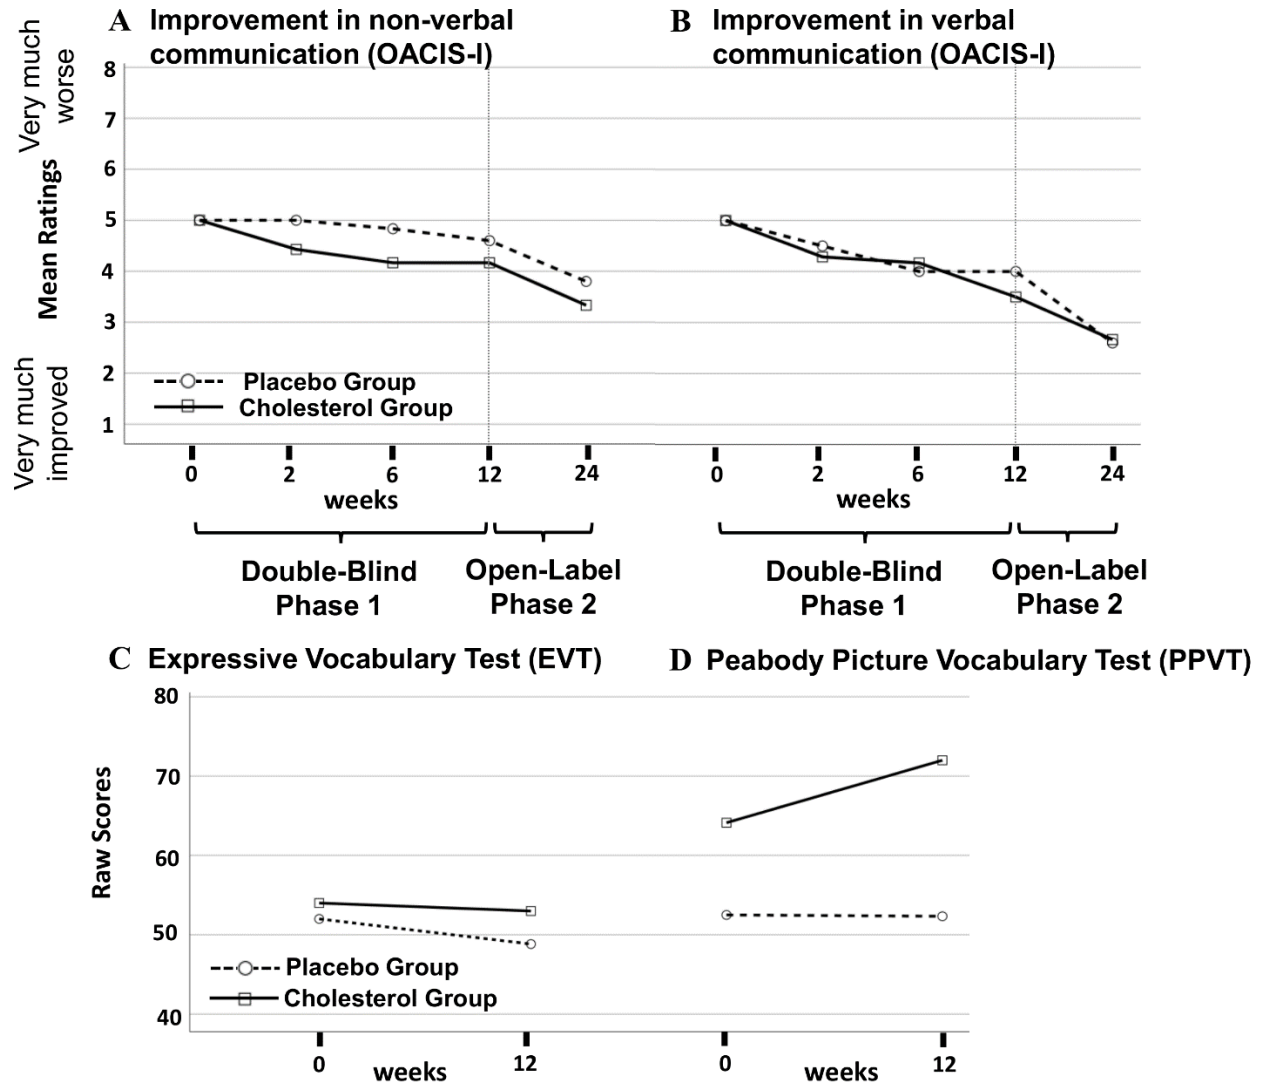 A Improvement in non-verbal
communication (OACIS-I)
B Improvement in verbal
communication (OACIS-I)
Very much
worse
Mean Ratings
Very much
improved
8
7
6
5
4
3
2
1
Placebo Group
Cholesterol Group
0 2 6 12 24
weeks
0 2 6 12 24
weeks
Double-Blind
Phase 1
Open-Label
Phase 2
Double-Blind
Phase 1
Open-Label
Phase 2
C Expressive Vocabulary Test (EVT)
D Peabody Picture Vocabulary Test (PPVT)
Raw Scores
80
70
60
50
40
Placebo Group
Cholesterol Group
0 12
weeks
0 12
weeks